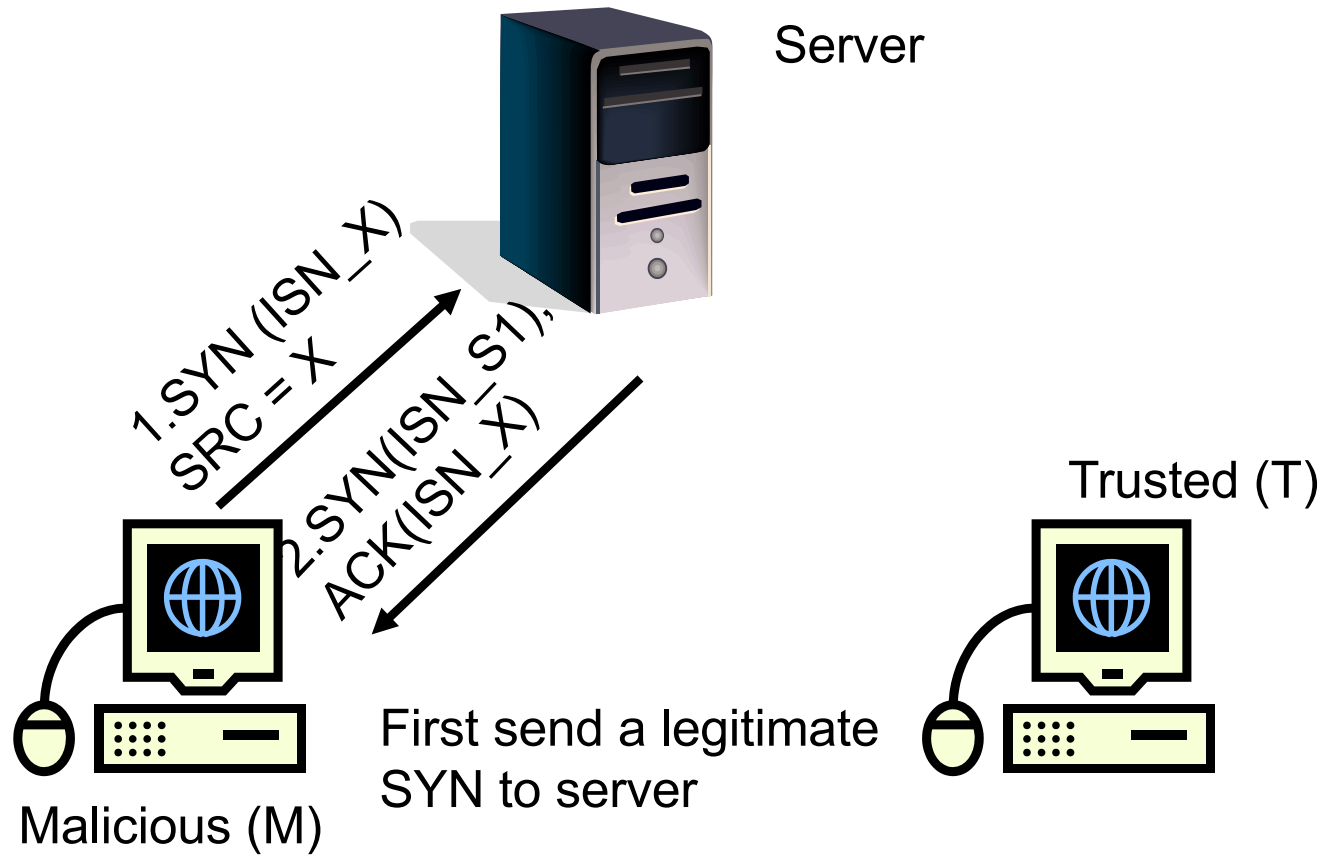 Server
1.SYN (ISN_X)
SRC = X
2.SYN(ISN_S1),
ACK(ISN_X)
Trusted (T)
First send a legitimate
SYN to server
Malicious (M)